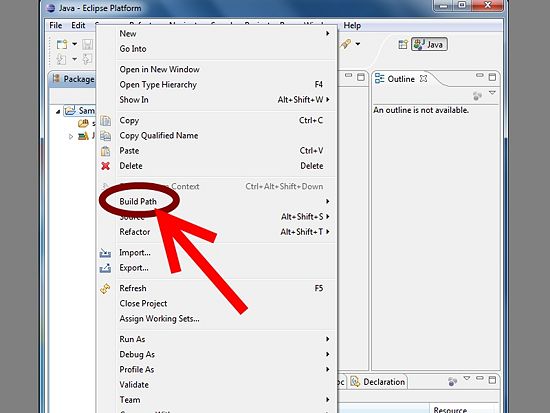 Java - Eclipse Platform
File Edit Help
Java
Package
Outline
An outline is not available.
Sam
New
Go Into
Open in New Window
Open Type Hierarchy F4
Show In Alt+Shift+W
Copy Ctrl+C
Copy Qualified Name
Paste Ctrl+V
Delete Delete
Context Ctrl+Alt+Shift+Down
Build Path
Source Alt+Shift+S
Refactor Alt+Shift+T
Import...
Export...
Refresh F5
Close Project
Assign Working Sets...
Run As
Debug As
Profile As
Validate
Team
Declaration
Resource